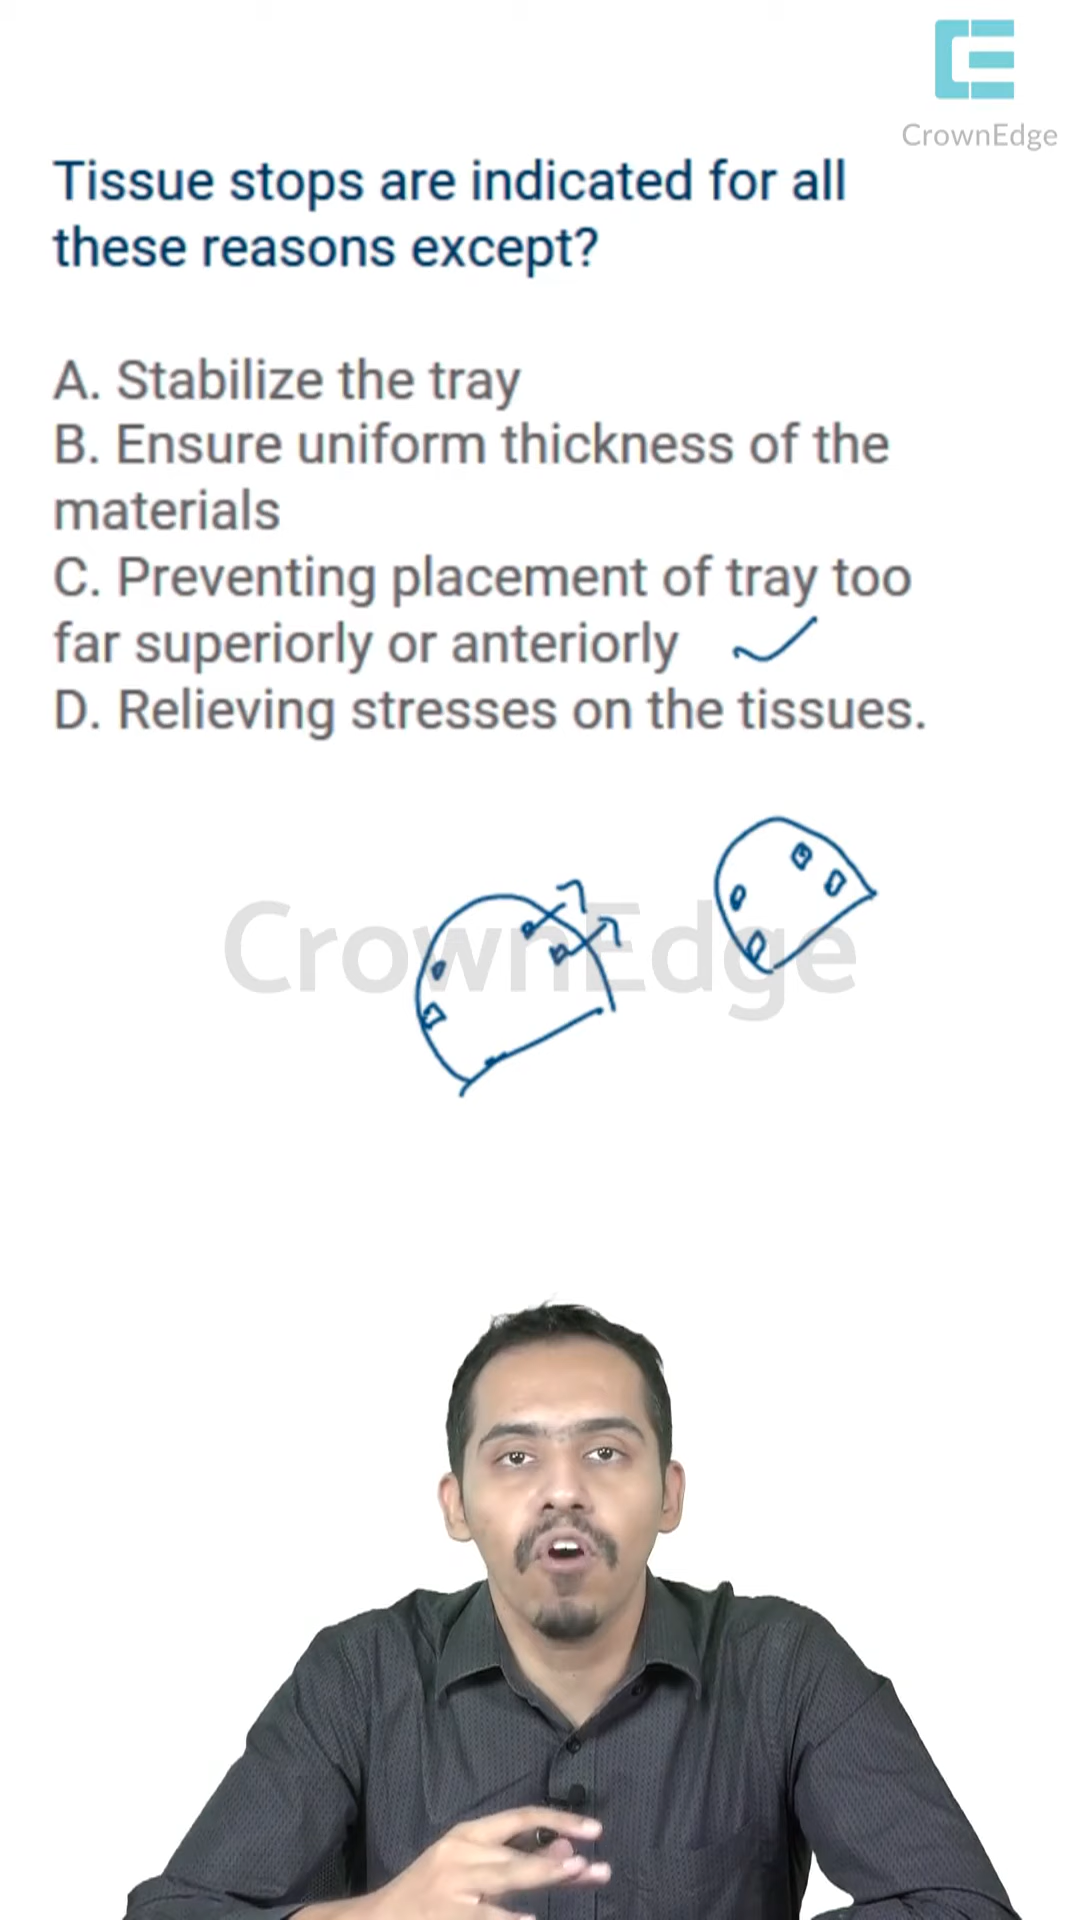 CrownEdge
Tissue stops are indicated for all
these reasons except?
A. Stabilize the tray
B. Ensure uniform thickness of the
materials
C. Preventing placement of tray too
far superiorly or anteriorly
D. Relieving stresses on the tissues.
CrownEdge